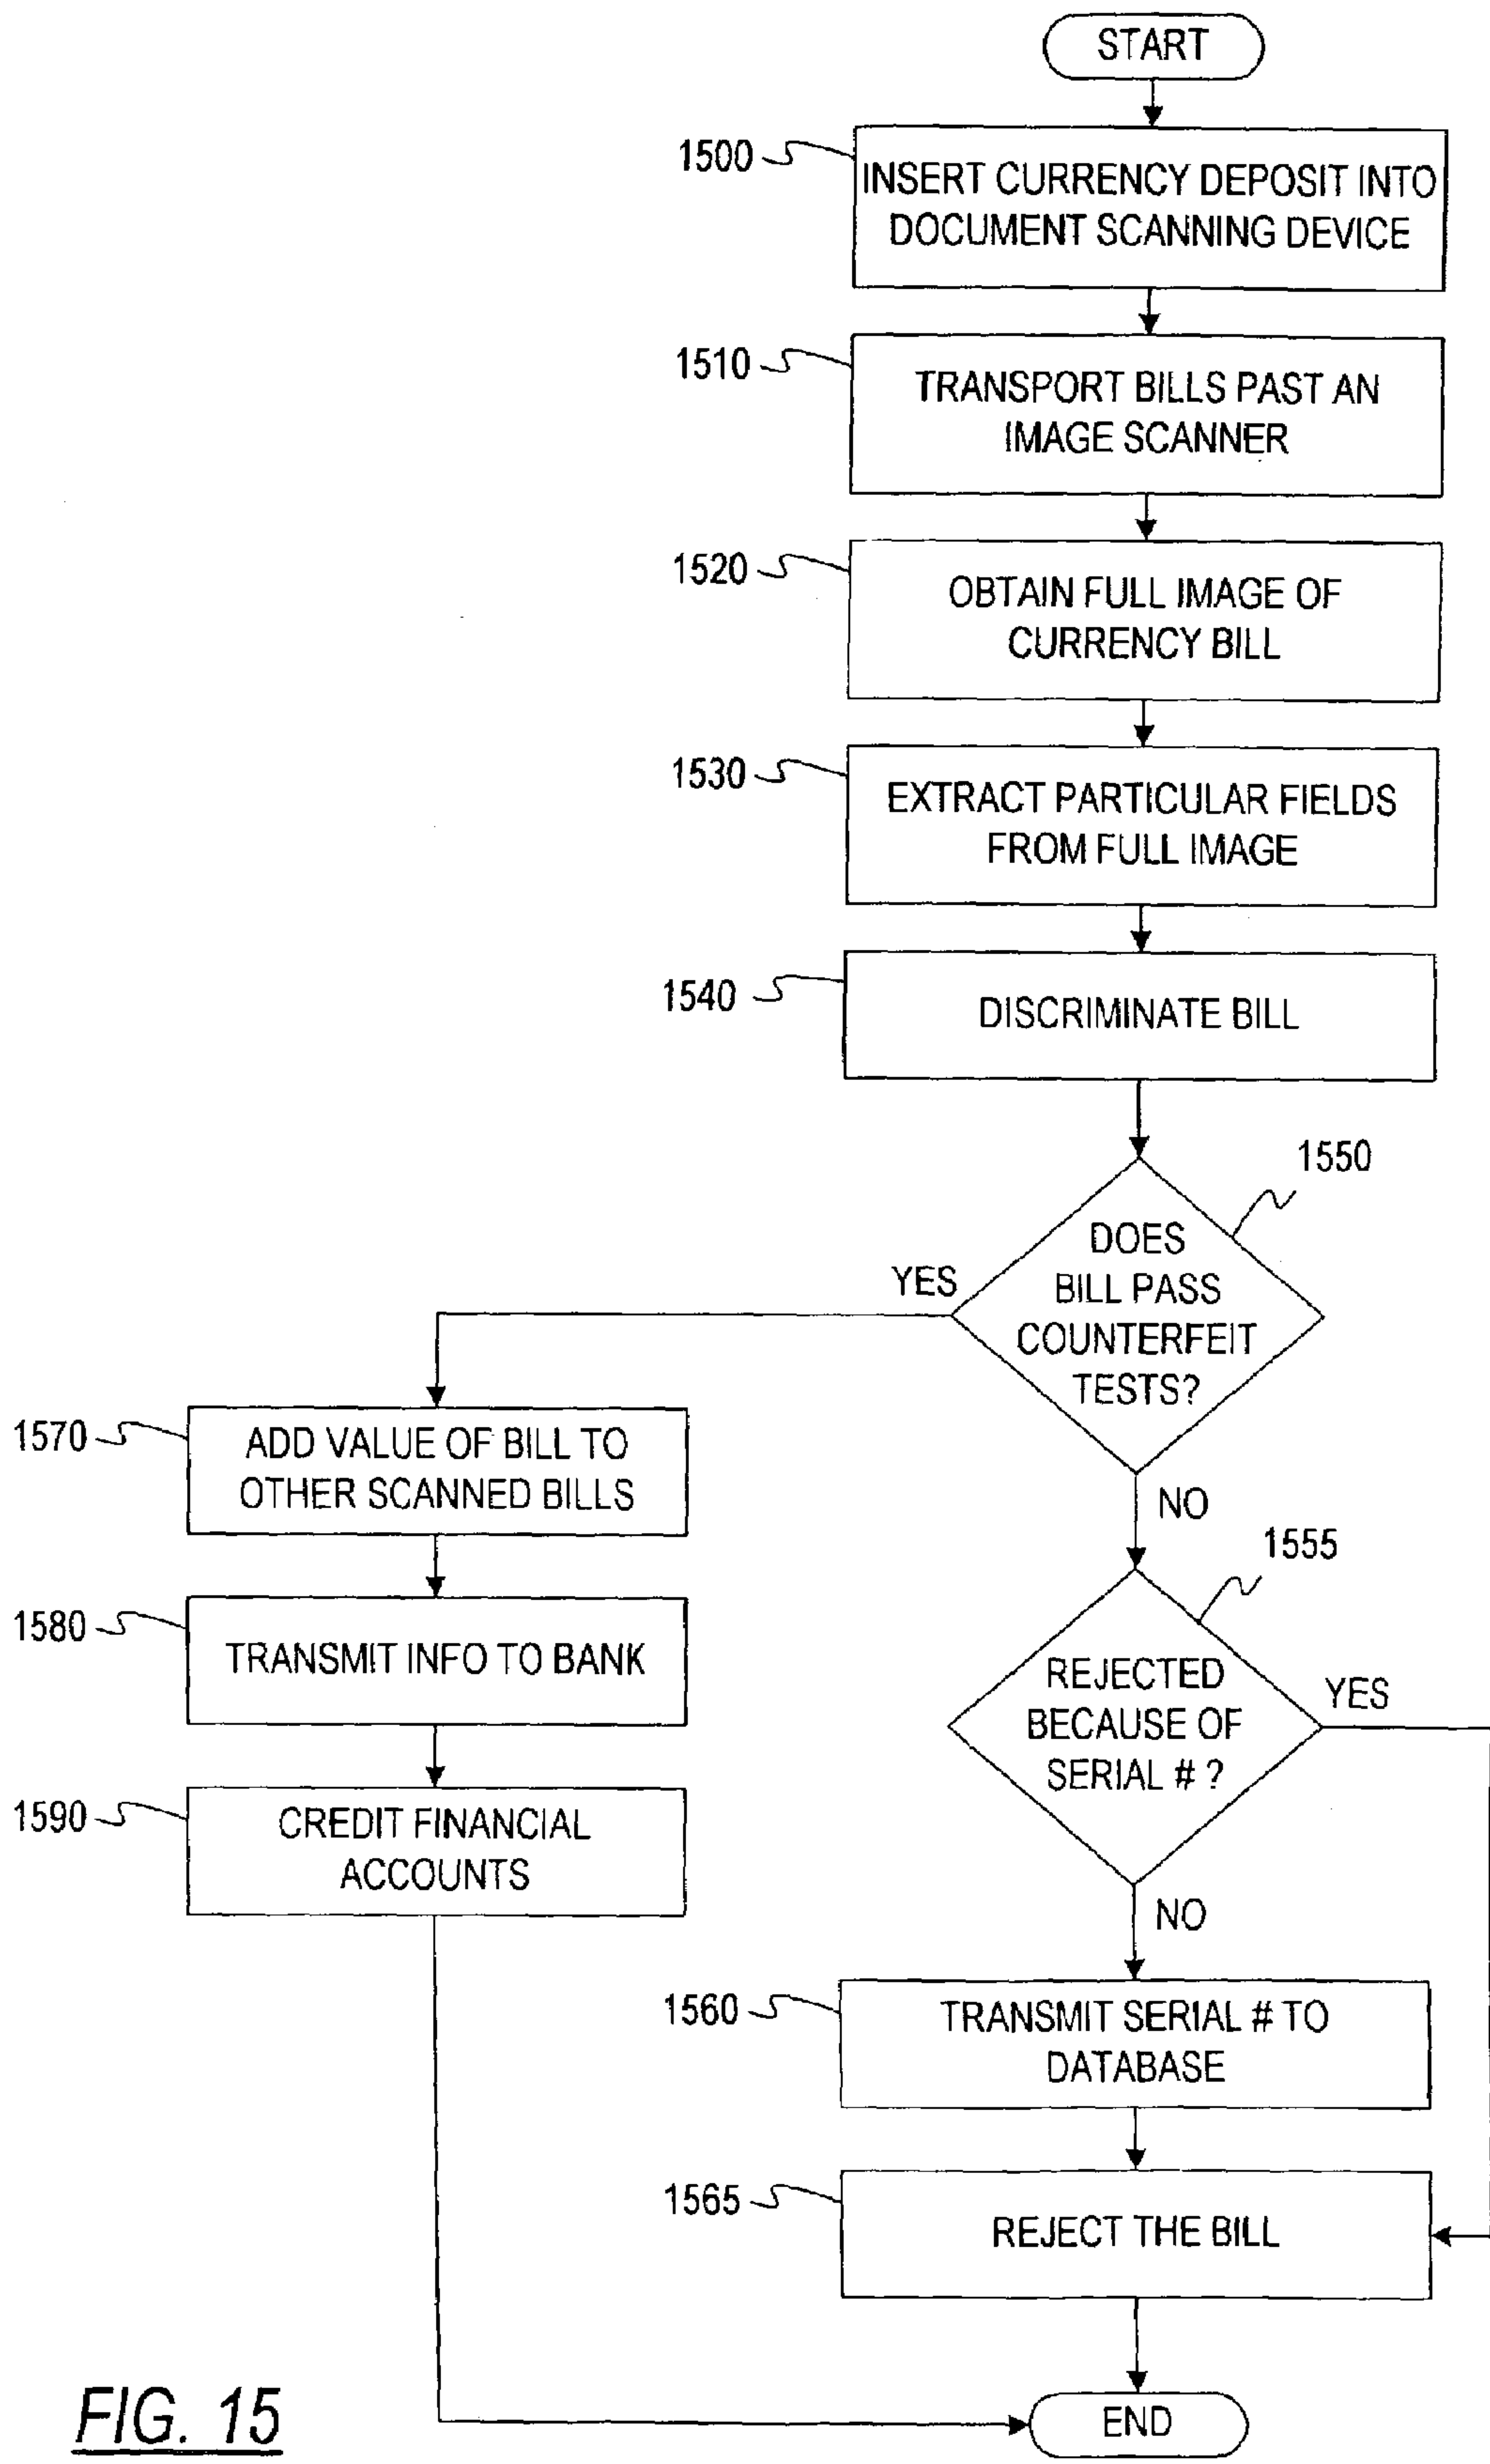 START
1500
INSERT CURRENCY DEPOSIT INTO
DOCUMENT SCANNING DEVICE
1510
TRANSPORT BILLS PAST AN
IMAGE SCANNER
1520
OBTAIN FULL IMAGE OF
CURRENCY BILL
1530
EXTRACT PARTICULAR FIELDS
FROM FULL IMAGE
1540
DISCRIMINATE BILL
1550
DOES
BILL PASS
COUNTERFEIT
TESTS?
YES
NO
1570
ADD VALUE OF BILL TO
OTHER SCANNED BILLS
1580
TRANSMIT INFO TO BANK
1590
CREDIT FINANCIAL
ACCOUNTS
1555
REJECTED
BECAUSE OF
SERIAL # ?
YES
NO
1560
TRANSMIT SERIAL # TO
DATABASE
1565
REJECT THE BILL
END
FIG. 15